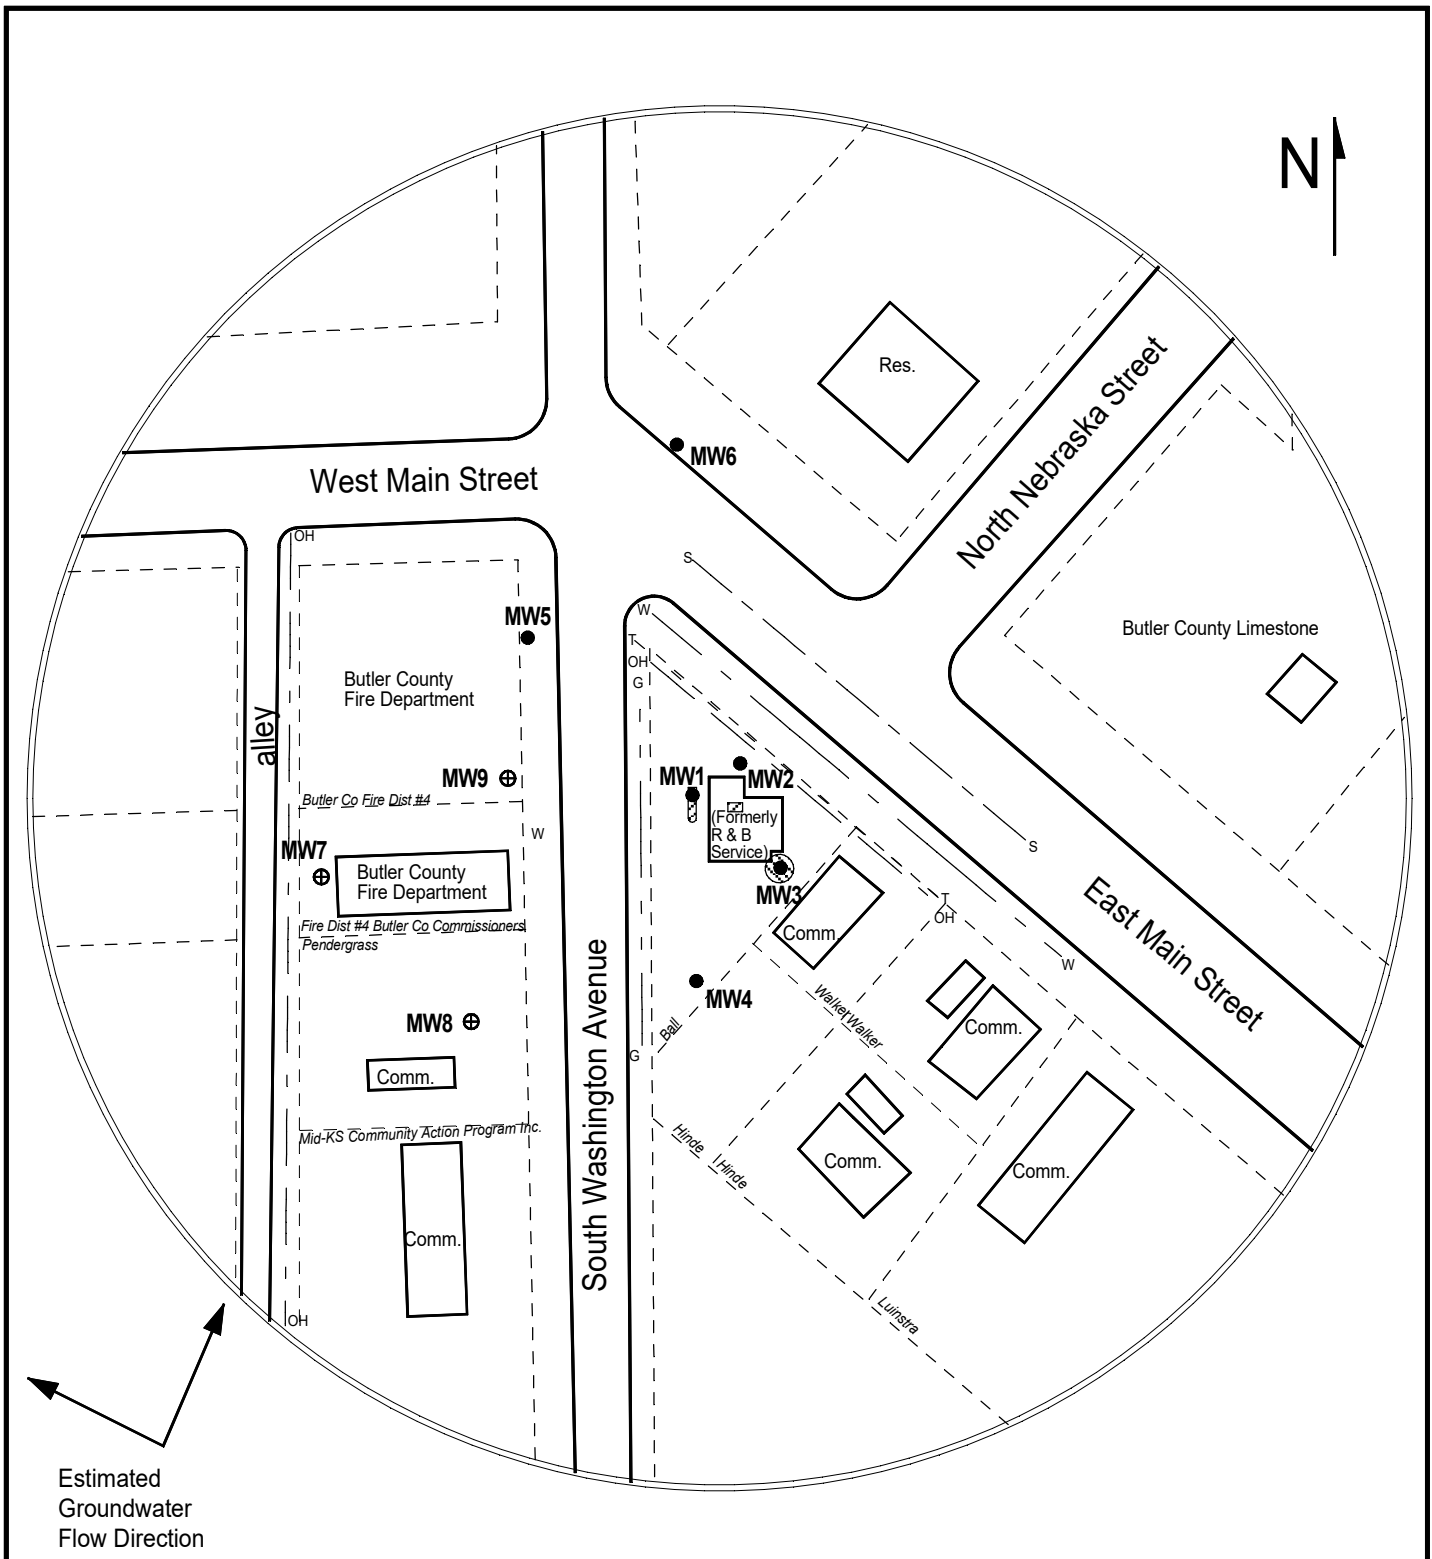 N
Res.
North Nebraska Street
MW6
West Main Street
OH
S
MW5
W
T
OH
G
Butler County Limestone
Butler County
Fire Department
alley
MW9
MW1
MW2
Butler Co Fire Dist #4
(Formerly
R & B
Service)
W
S
MW7
Butler County
Fire Department
MW3
T
OH
East Main Street
Fire Dist #4 Butler Co Commissioners
Pendergrass
Comm.
W
MW4
MW8
Ball
Walker
Walker
Comm.
G
South Washington Avenue
Comm.
Mid-KS Community Action Program Inc.
Hinde
Hinde
Comm.
Comm.
Comm.
Luinstra
OH
Estimated
Groundwater
Flow Direction